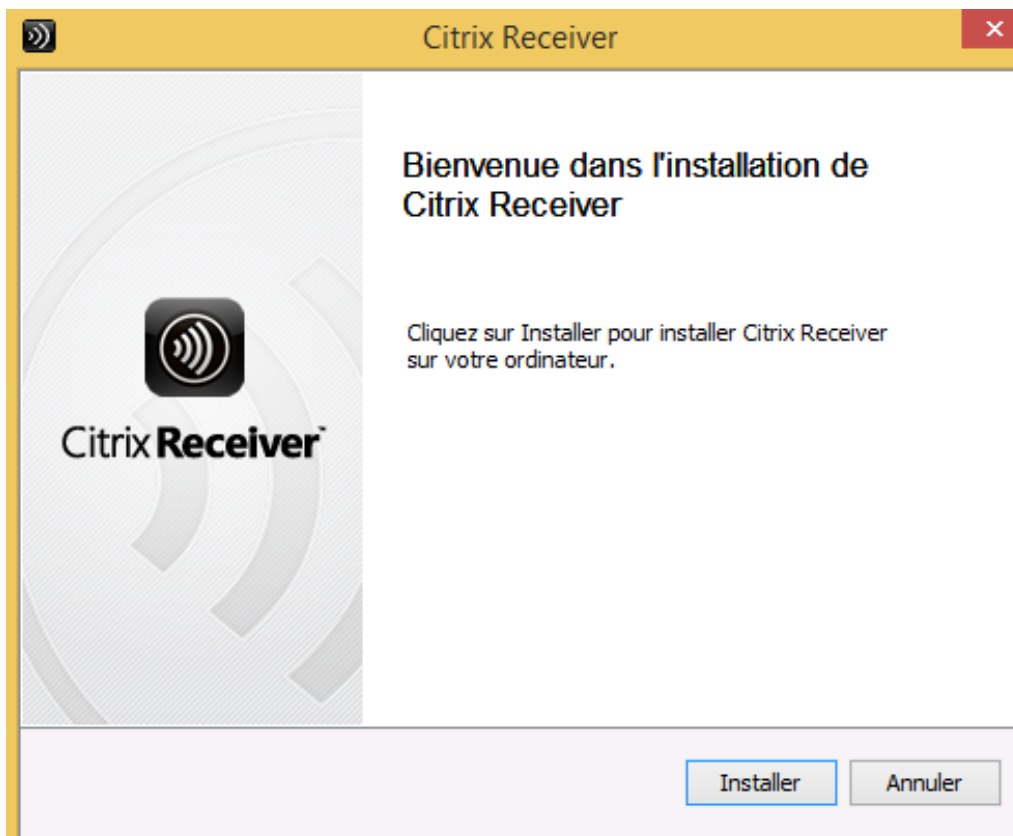 Citrix Receiver
Bienvenue dans l'installation de
Citrix Receiver
Cliquez sur Installer pour installer Citrix Receiver
sur votre ordinateur.
Citrix Receiver™
Installer
Annuler